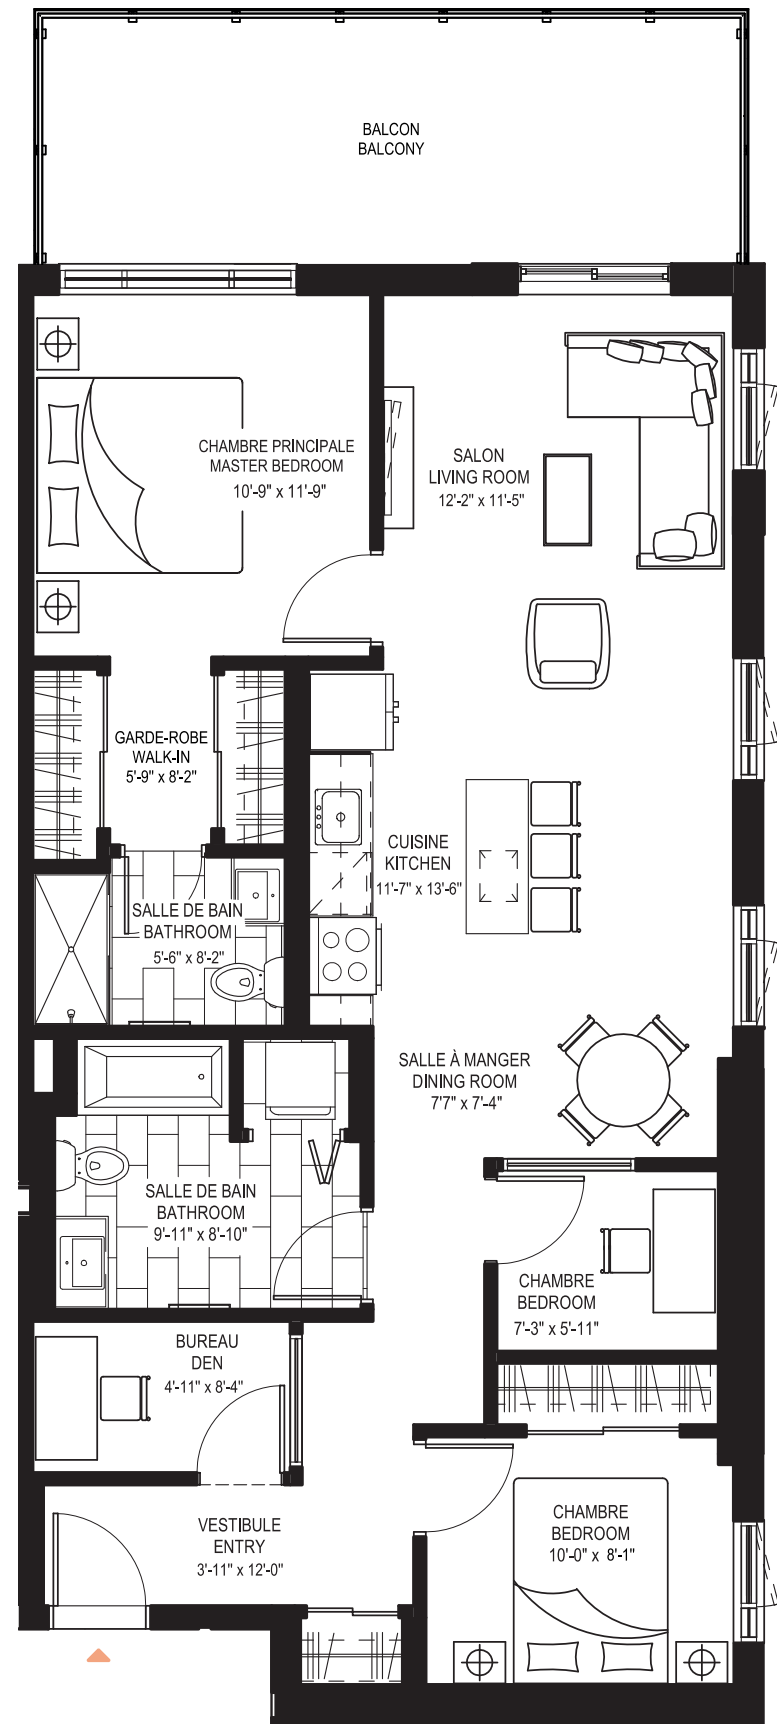 BALCON
BALCONY
CHAMBRE PRINCIPALE
MASTER BEDROOM
10'-9" x 11'-9"
SALON
LIVING ROOM
12'-2" x 11'-5"
GARDE-ROBE
WALK-IN
5'-9" x 8'-2"
CUISINE
KITCHEN
11'-7" x 13'-6"
SALLE DE BAIN
BATHROOM
5'-6" x 8'-2"
SALLE À MANGER
DINING ROOM
7'7" x 7'-4"
SALLE DE BAIN
BATHROOM
9'-11" x 8'-10"
CHAMBRE
BEDROOM
7'-3" x 5'-11"
BUREAU
DEN
4'-11" x 8'-4"
VESTIBULE
ENTRY
3'-11" x 12'-0"
CHAMBRE
BEDROOM
10'-0" x 8'-1"